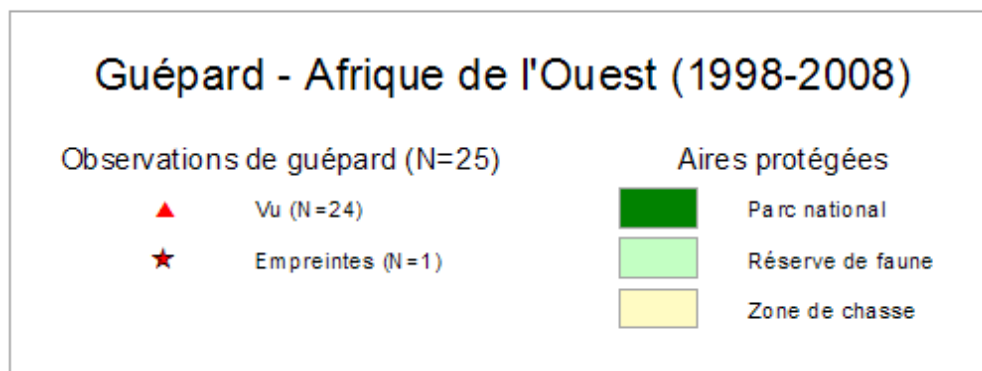 Guépard - Afrique de l'Ouest (1998-2008)
Observations de guépard (N=25)
Vu (N=24)
Empreintes (N=1)
Aires protégées
Parc national
Réserve de faune
Zone de chasse